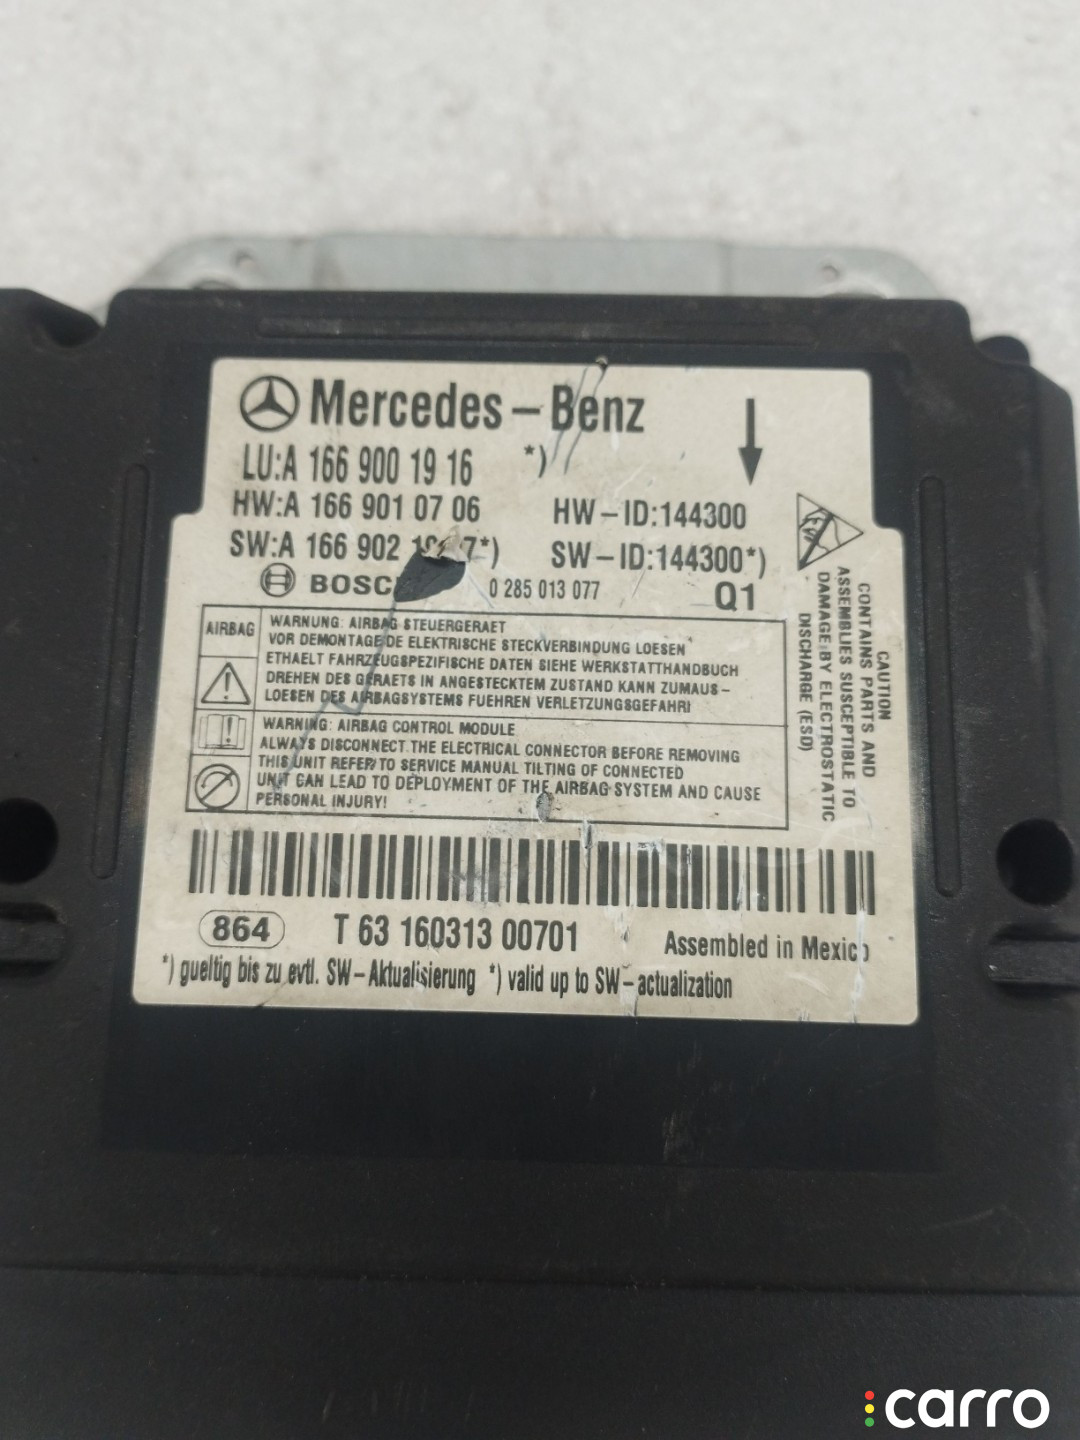 Mercedes-Benz
LU:A 166 900 19 16 *)
HW:A 166 901 07 06 HW-ID:144300
SW:A 166 902 *) SW-ID:144300*)
0 285 013 077 Q1
AIRBAG
WARNUNG: AIRBAG STEUERGERAET
VOR DEMONTAGE DE ELEKTRISCHE STECKVERBINDUNG LOESEN
ETHAELT FAHRZEUGSPEZIFISCHE DATEN SIEHE WERKSTATTHANDBUCH
DREHEN DES GERAETS IN ANGESTECKTEM ZUSTAND KANN ZUMAUS-
LOESEN DES AIRBAGSYSTEMS FUEHREN VERLETZUNGSGEFAHR!
WARNING: AIRBAG CONTROL MODULE
ALWAYS DISCONNECT THE ELECTRICAL CONNECTOR BEFORE REMOVING
THIS UNIT REFER TO SERVICE MANUAL TILTING OF CONNECTED
UNIT CAN LEAD TO DEPLOYMENT OF THE AIRBAG SYSTEM AND CAUSE
PERSONAL INJURY!
CAUTION
CONTAINS PARTS AND
ASSEMBLIES SUSCEPTIBLE TO
DAMAGE BY ELECTROSTATIC
DISCHARGE (ESD)
864 T 63 160313 00701 Assembled in Mexico
*) gueltig bis zu evtl. SW-Aktualisierung *) valid up to SW-actualization
carro